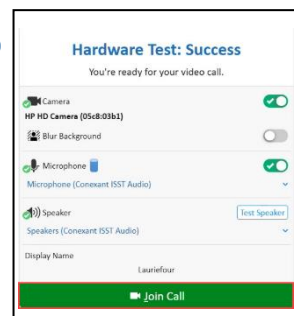 Hardware Test: Success
You're ready for your video call.
Camera
HP HD Camera (05c8:03b1)
Blur Background
Microphone
Microphone (Conexant ISST Audio)
Speaker
Test Speaker
Speakers (Conexant ISST Audio)
Display Name
Lauriefour
Join Call